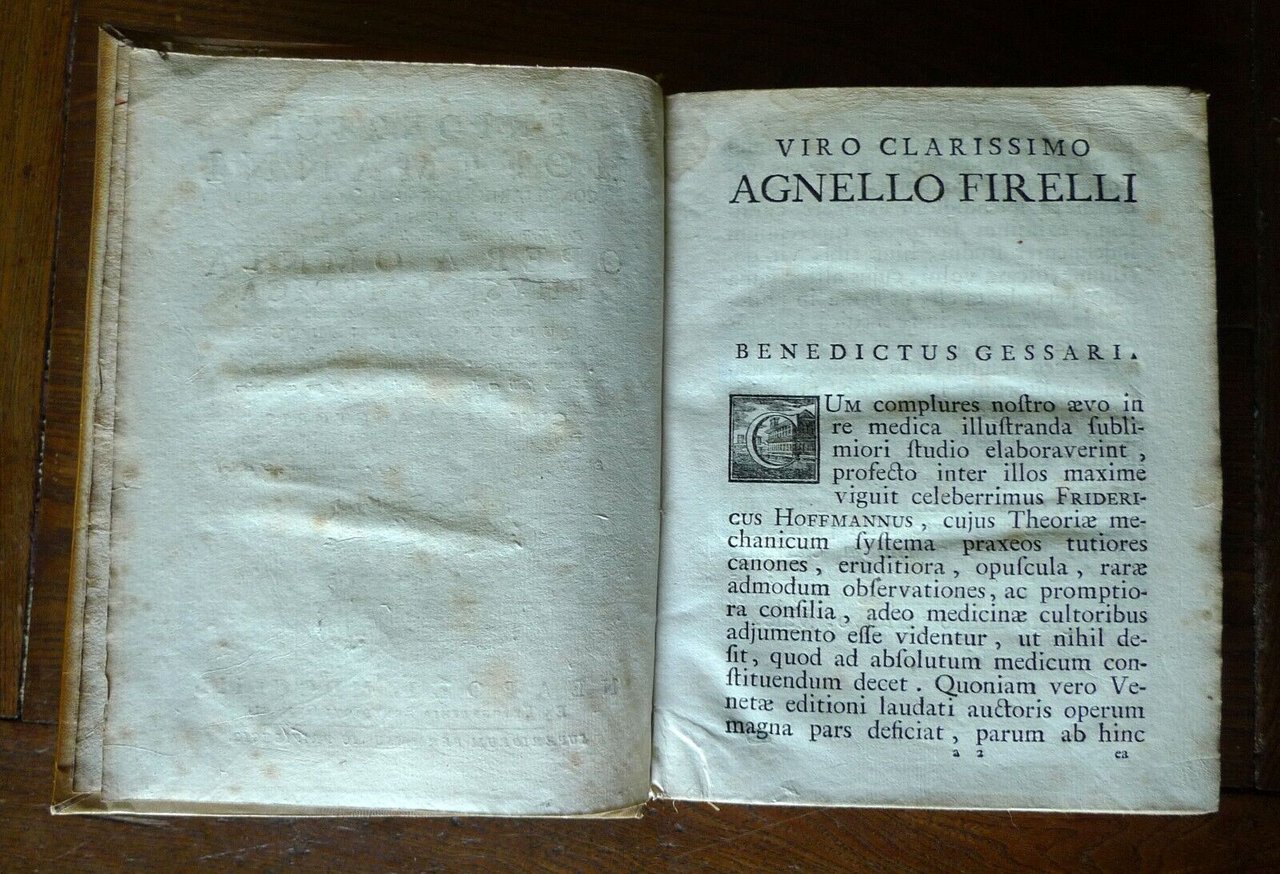 VIRO CLARISSIMO
AGNELLO FIRELLI
BENEDICTUS GESSARI.
CUM complures noſtro ævo in
re medica illuſtranda ſubli-
miori ſtudio elaboraverint,
profecto inter illos maxime
viguit celeberrimus FRIDERI-
CUS HOFFMANNUS, cujus Theoriæ me-
chanicum ſyſtema praxeos tutiores
canones, eruditiora, opuſcula, raræ
admodum obſervationes, ac promptio-
ra conſilia, adeo medicinæ cultoribus
adjumento eſſe videntur, ut nihil de-
ſit, quod ad abſolutum medicum con-
ſtituendum decet. Quoniam vero Ve-
netæ editioni laudati auctoris operum
magna pars deficiat, parum ab hinc
a 2 ea